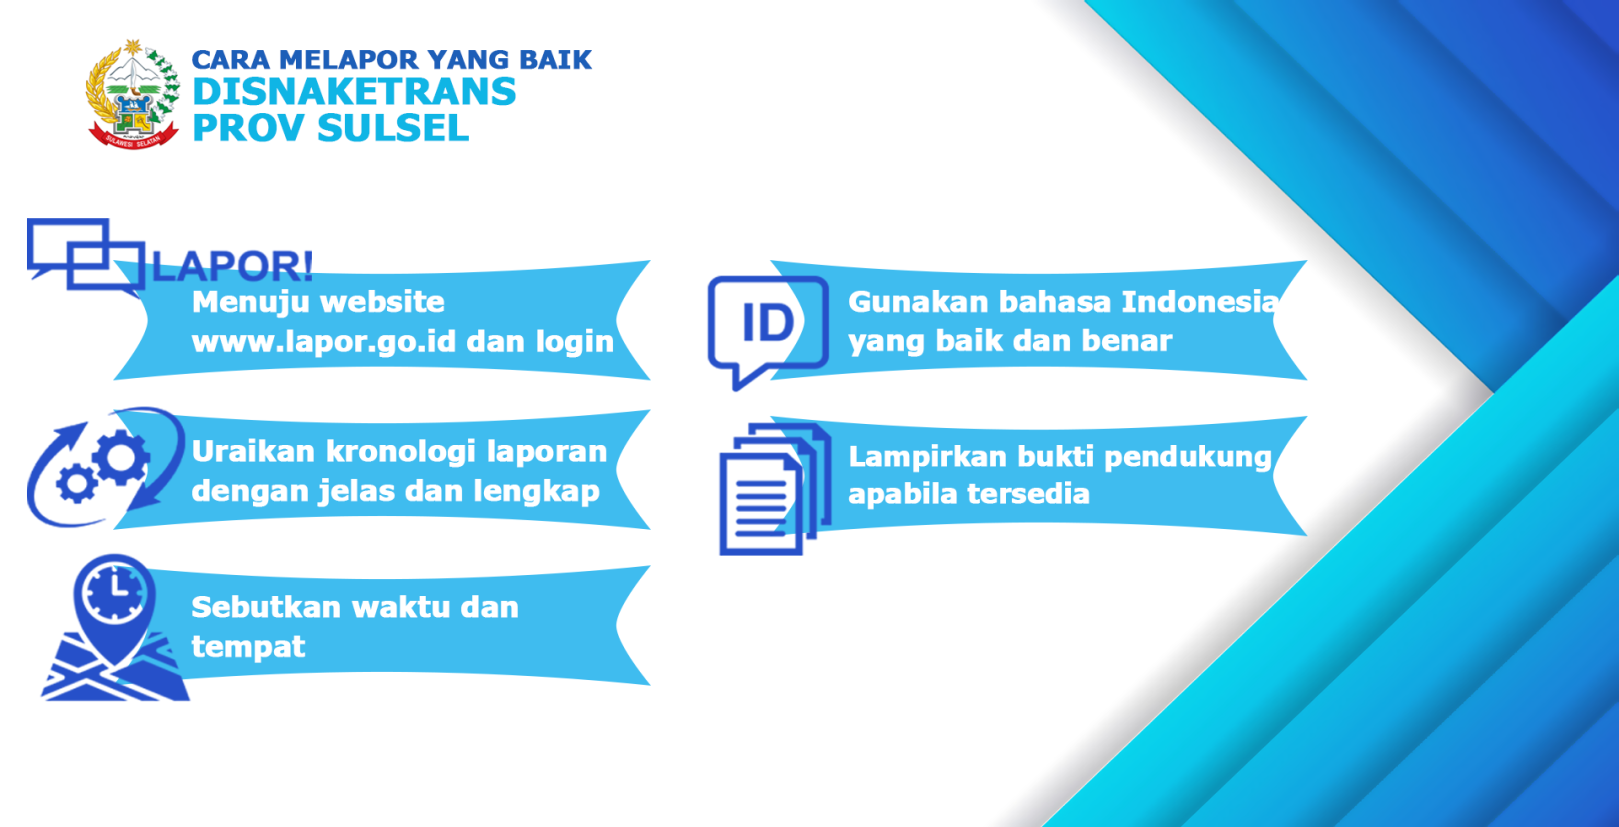 CARA MELAPOR YANG BAIK
DISNAKETRANS
PROV SULSEL
SULAWESI SELATAN
LAPOR!
Menuju website
www.lapor.go.id dan login
Uraikan kronologi laporan
dengan jelas dan lengkap
Sebutkan waktu dan
tempat
ID
Gunakan bahasa Indonesia
yang baik dan benar
Lampirkan bukti pendukung
apabila tersedia